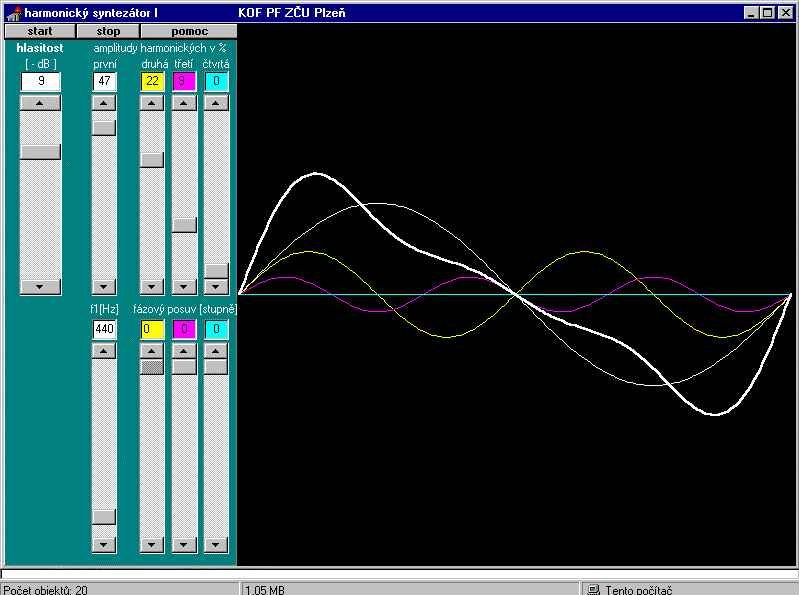 harmonický syntezátor I KOF PF ZČU Plzeň
start stop pomoc
hlasitost amplitudy harmonických v %
[ - dB ] první druhá třetí čtvrtá
9 47 22 9 0
f1[Hz] fázový posuv [stupně]
440 0 0 0
Počet objektů: 20 1.05 MB Tento počítač